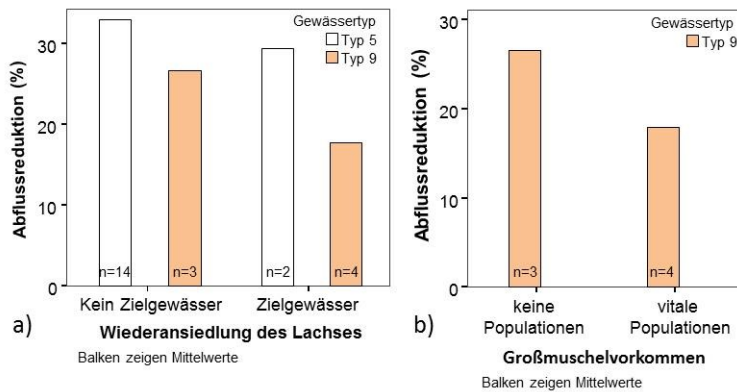 Abflussreduktion (%)
30
20
10
0
Gewässertyp
Typ 5
Typ 9
n=14
n=3
n=2
n=4
Kein Zielgewässer
Zielgewässer
a)
Wiederansiedlung des Lachses
Balken zeigen Mittelwerte
Abflussreduktion (%)
30
20
10
0
Gewässertyp
Typ 9
n=3
n=4
keine
Populationen
vitale
Populationen
b)
Großmuschelvorkommen
Balken zeigen Mittelwerte